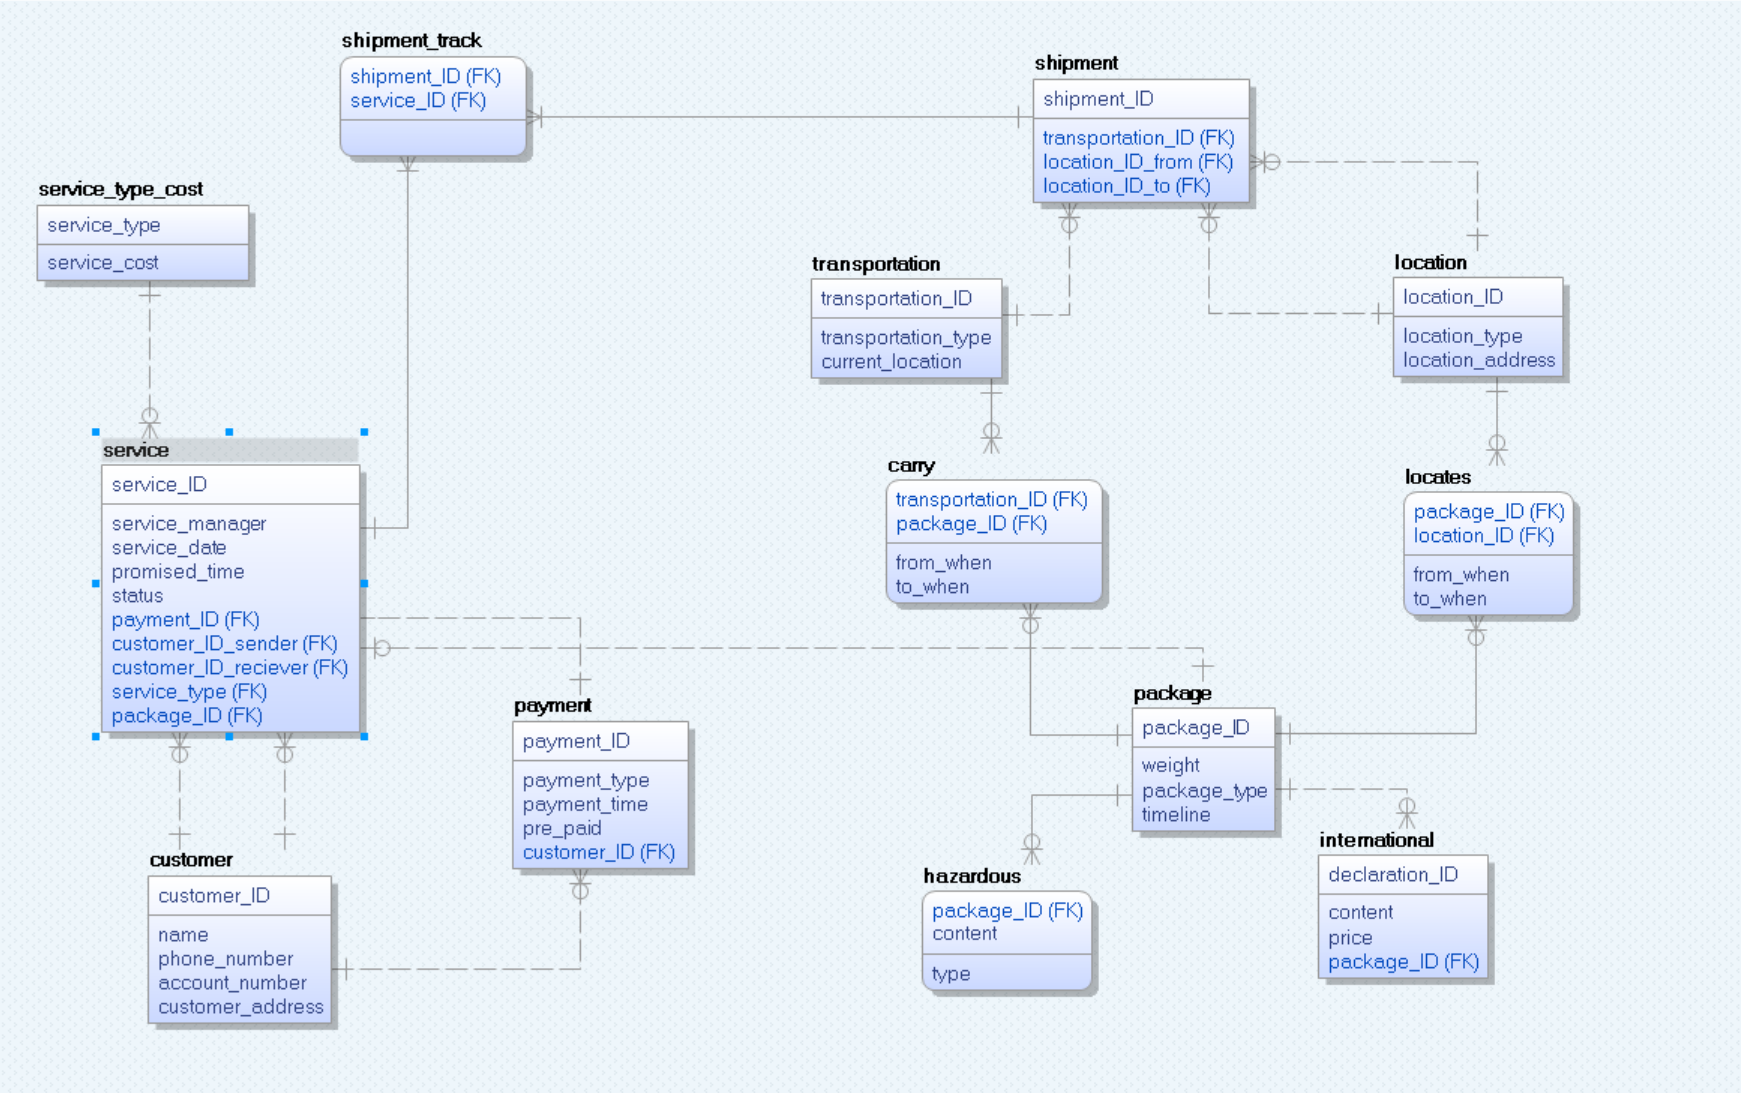 shipment_track
shipment_ID (FK)
service_ID (FK)
shipment
shipment_ID
transportation_ID (FK)
location_ID_from (FK)
location_ID_to (FK)
service_type_cost
service_type
service_cost
transportation
transportation_ID
transportation_type
current_location
location
location_ID
location_type
location_address
service
service_ID
service_manager
service_date
promised_time
status
payment_ID (FK)
customer_ID_sender (FK)
customer_ID_reciever (FK)
service_type (FK)
package_ID (FK)
carry
transportation_ID (FK)
package_ID (FK)
from_when
to_when
locates
package_ID (FK)
location_ID (FK)
from_when
to_when
payment
payment_ID
payment_type
payment_time
pre_paid
customer_ID (FK)
package
package_ID
weight
package_type
timeline
customer
customer_ID
name
phone_number
account_number
customer_address
hazardous
package_ID (FK)
content
type
international
declaration_ID
content
price
package_ID (FK)